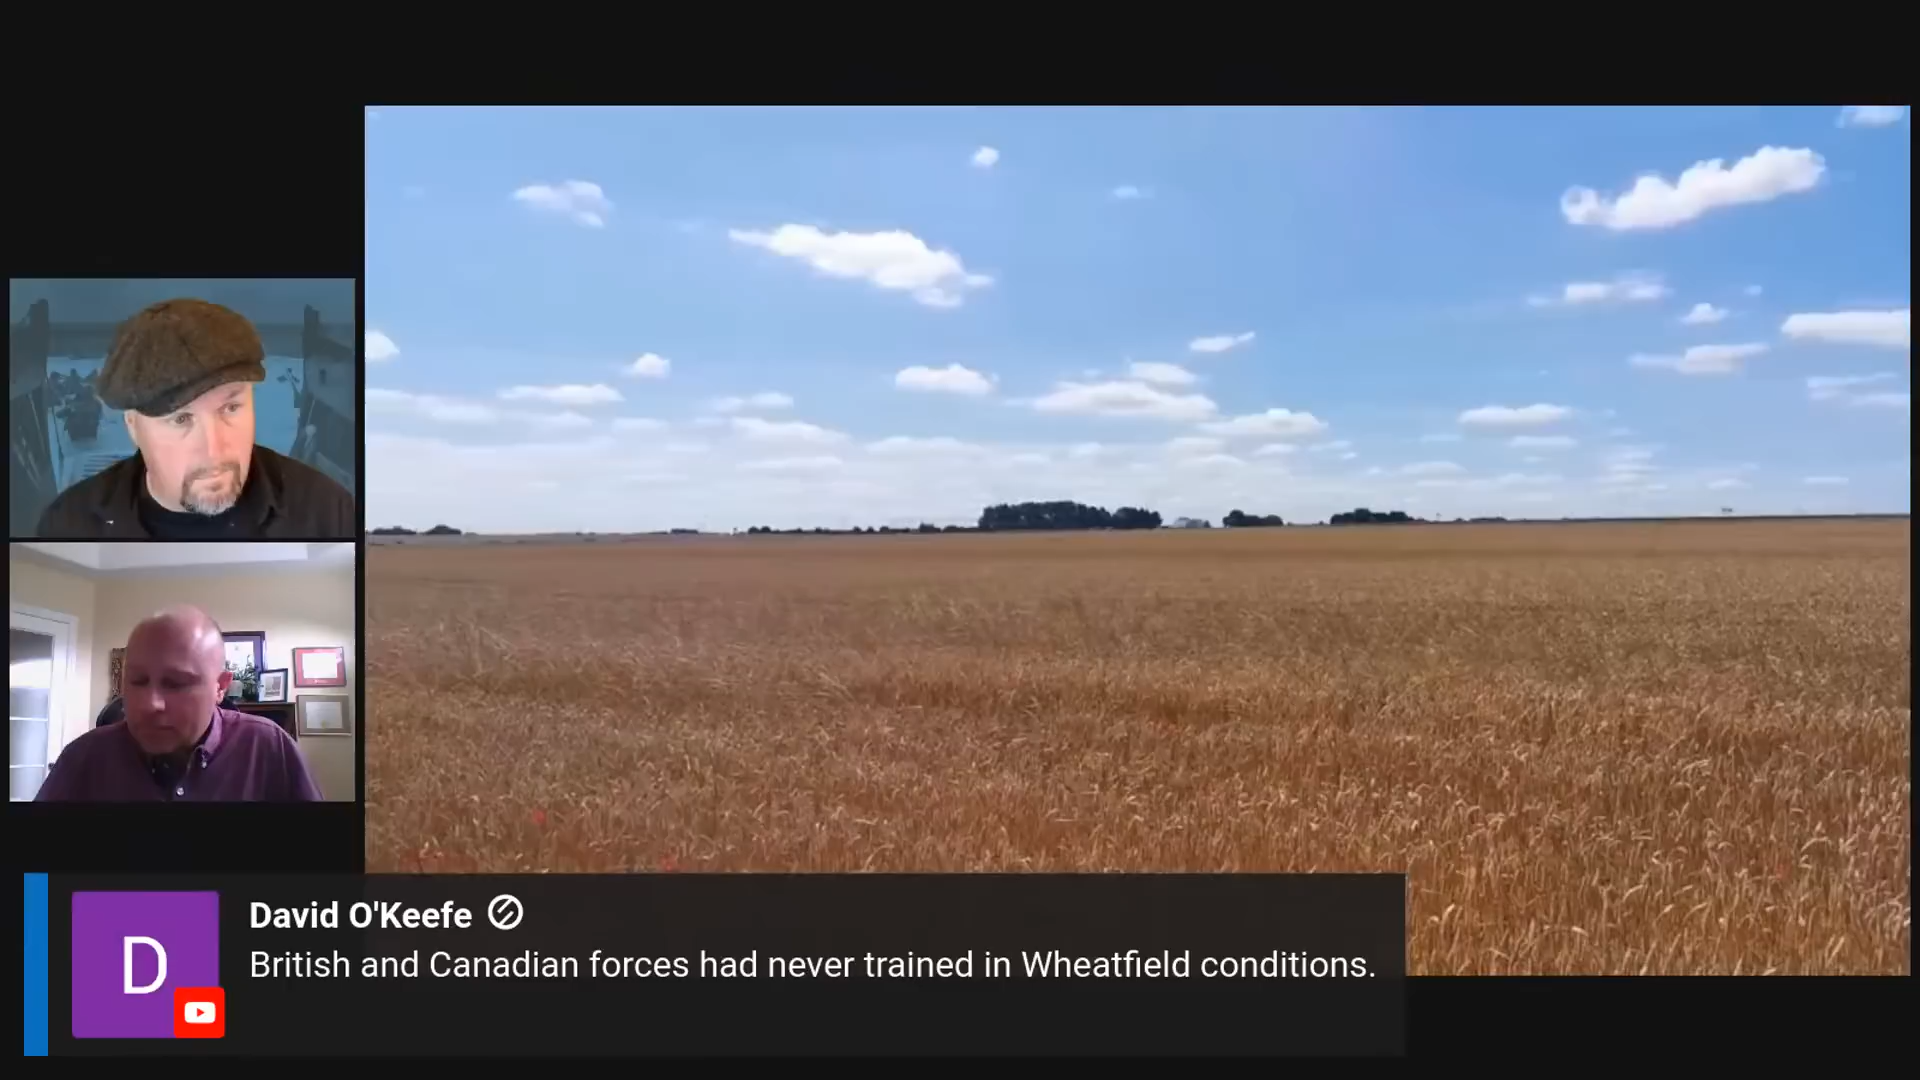 David O'Keefe
British and Canadian forces had never trained in Wheatfield conditions.
D